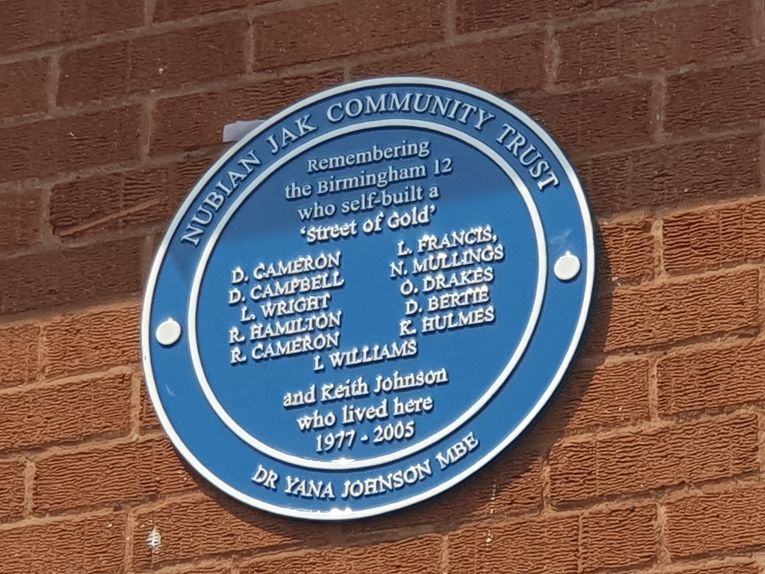 NUBIAN JAK COMMUNITY TRUST
Remembering
the Birmingham 12
who self-built a
'Street of Gold'
D. CAMERON
D. CAMPBELL
L. WRIGHT
R. HAMILTON
R. CAMERON
L. FRANCIS,
N. MULLINGS
O. DRAKES
D. BERTIE
K. HULMES
I. WILLIAMS
and Keith Johnson
who lived here
1977 - 2005
DR YANA JOHNSON MBE